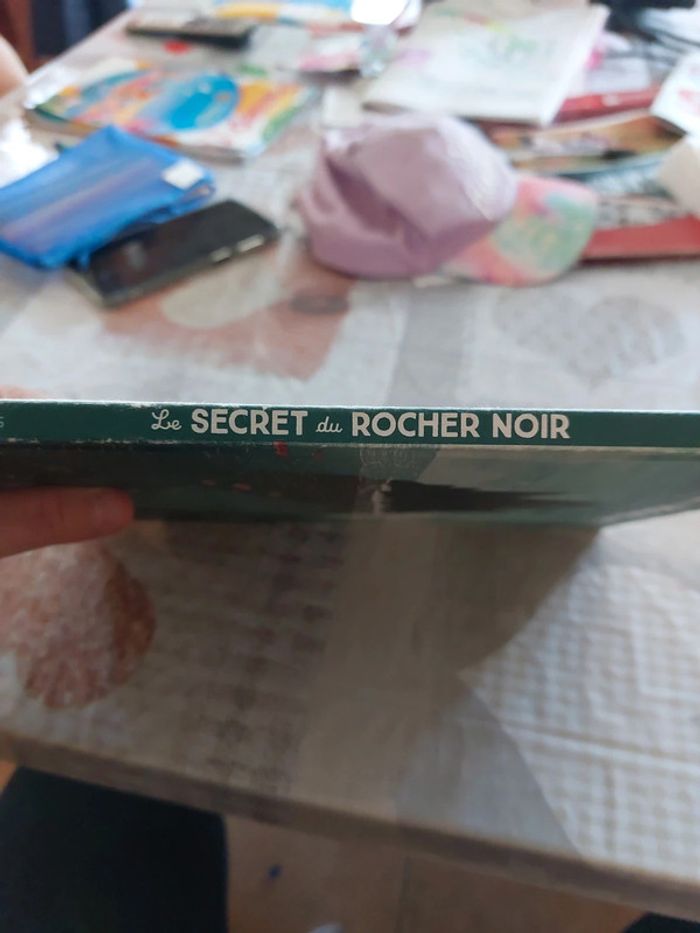 Le SECRET du ROCHER NOIR